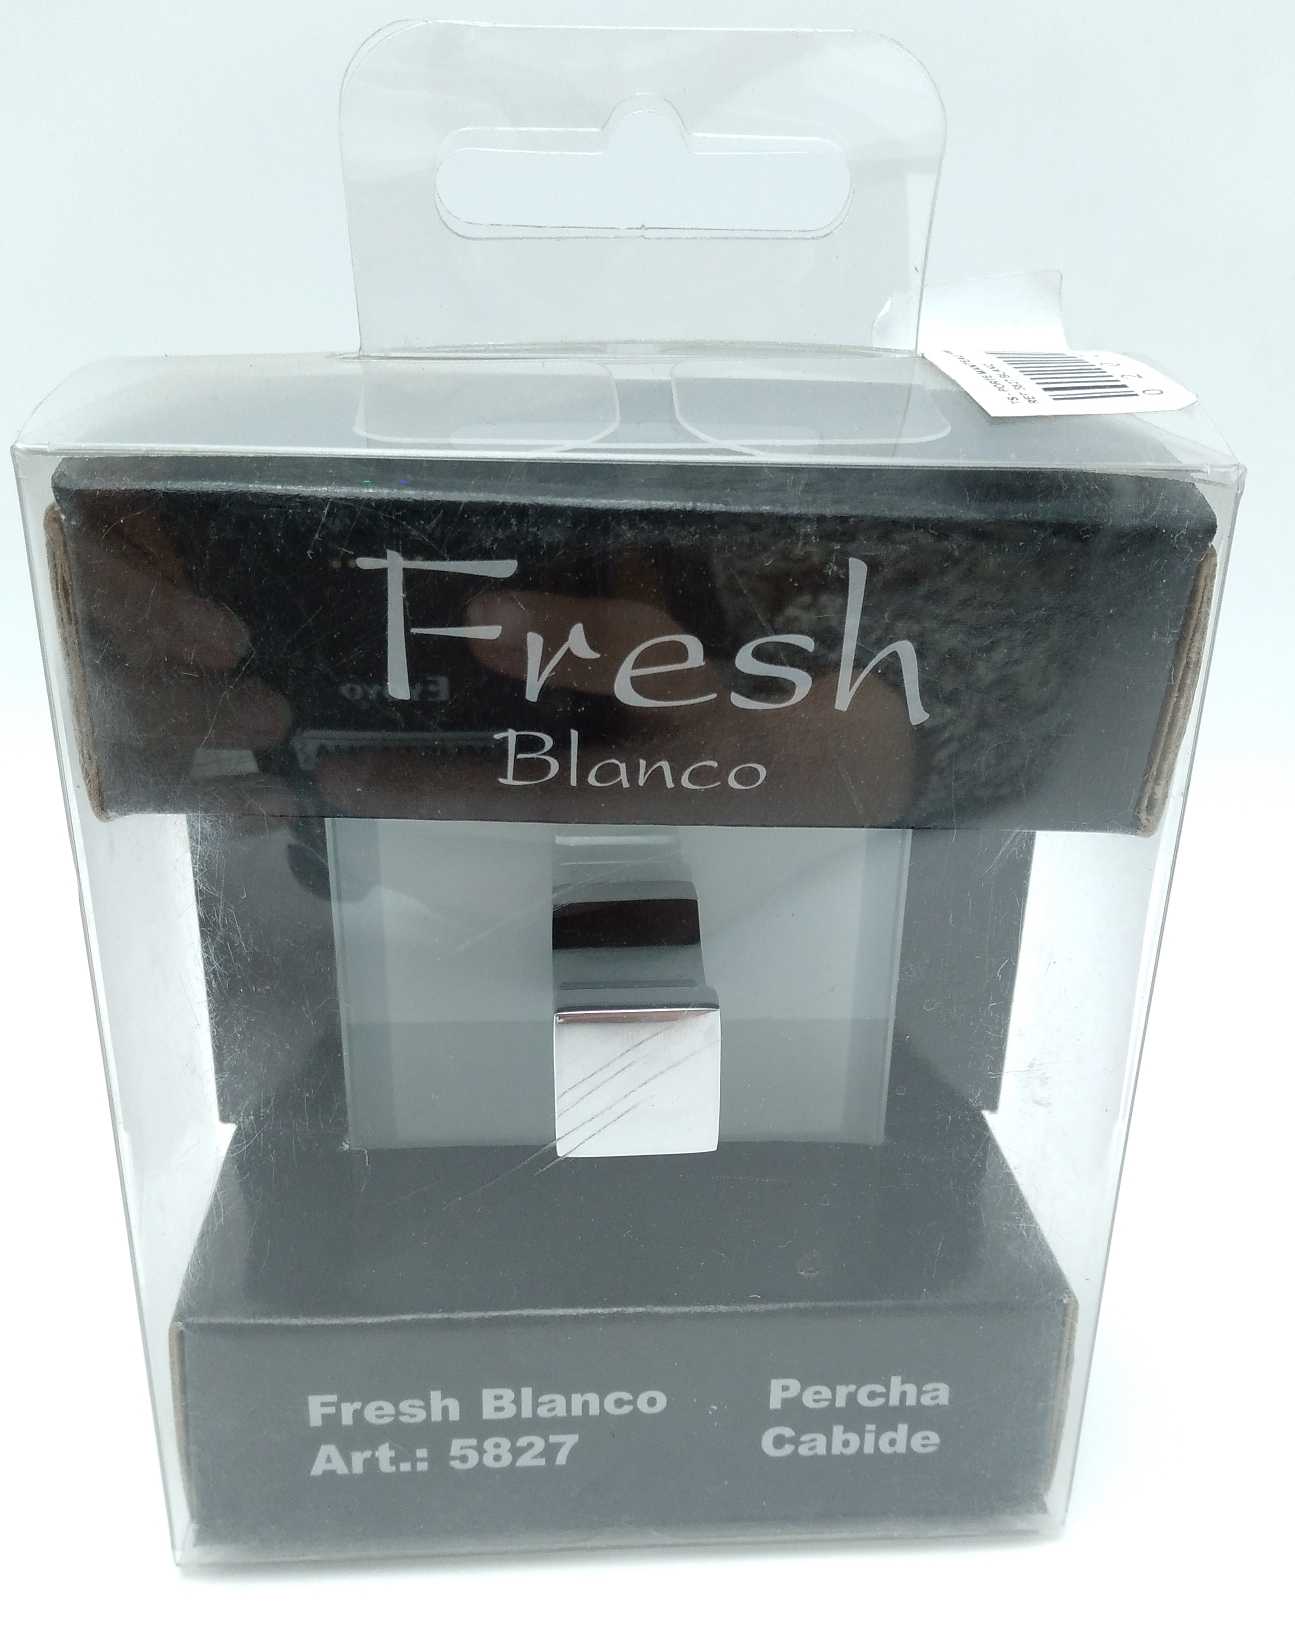 Fresh
Blanco
Fresh Blanco
Art.: 5827
Percha
Cabide